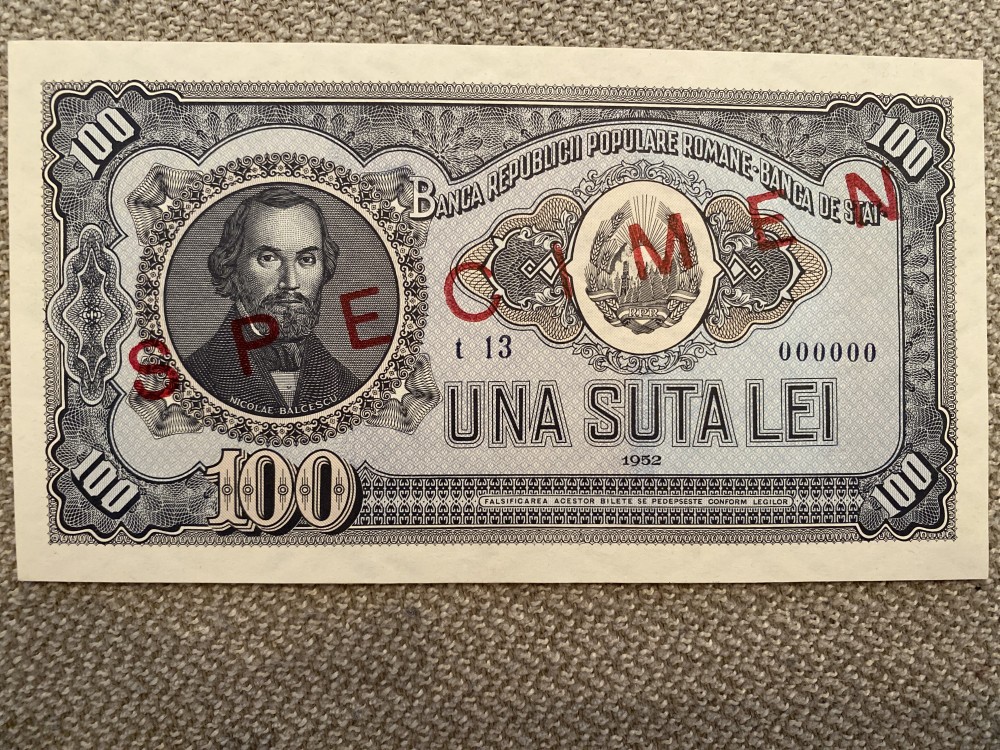 100
100
BANCA REPUBLICII POPULARE ROMANE-BANCA DE STAT
SPECIMEN
RPR
t 13
000000
NICOLAE BĂLCESCU
UNA SUTA LEI
1952
100
100
100
FALSIFICAREA ACESTOR BILETE SE PEDEPSESTE CONFORM LEGILOR